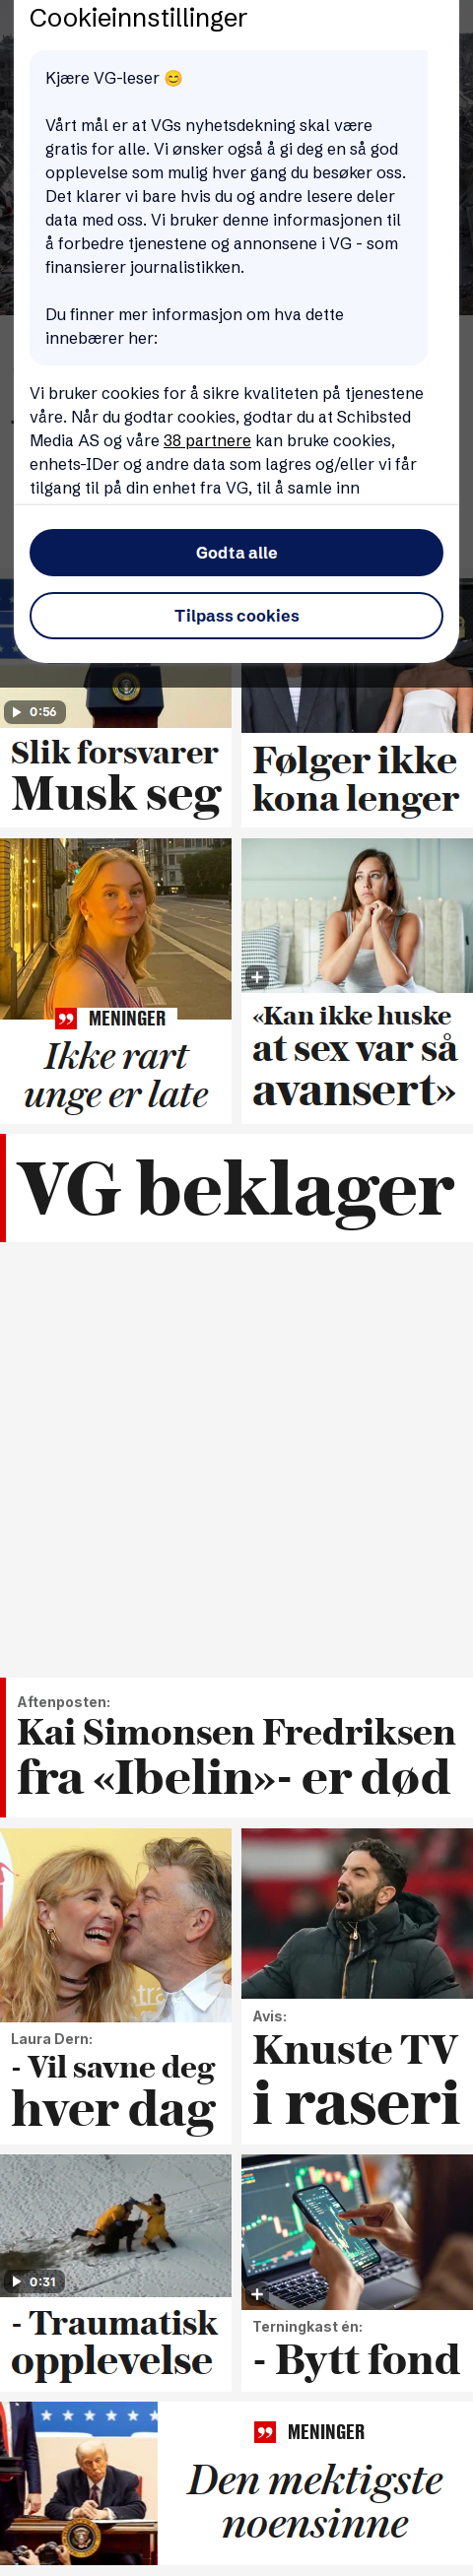 Cookieinnstillinger
Kjære VG-leser 😊
Vårt mål er at VGs nyhetsdekning skal være
gratis for alle. Vi ønsker også å gi deg en så god
opplevelse som mulig hver gang du besøker oss.
Det klarer vi bare hvis du og andre lesere deler
data med oss. Vi bruker denne informasjonen til
å forbedre tjenestene og annonsene i VG - som
finansierer journalistikken.
Du finner mer informasjon om hva dette
innebærer her:
Vi bruker cookies for å sikre kvaliteten på tjenestene
våre. Når du godtar cookies, godtar du at Schibsted
Media AS og våre 38 partnere kan bruke cookies,
enhets-IDer og andre data som lagres og/eller vi får
tilgang til på din enhet fra VG, til å samle inn
Godta alle
Tilpass cookies
0:56
Slik forsvarer
Musk seg
Følger ikke
kona lenger
MENINGER
Ikke rart
unge er late
«Kan ikke huske
at sex var så
avansert»
VG beklager
Aftenposten:
Kai Simonsen Fredriksen
fra «Ibelin»- er død
Laura Dern:
- Vil savne deg
hver dag
Avis:
Knuste TV
i raseri
0:31
- Traumatisk
opplevelse
Terningkast én:
- Bytt fond
MENINGER
Den mektigste
noensinne